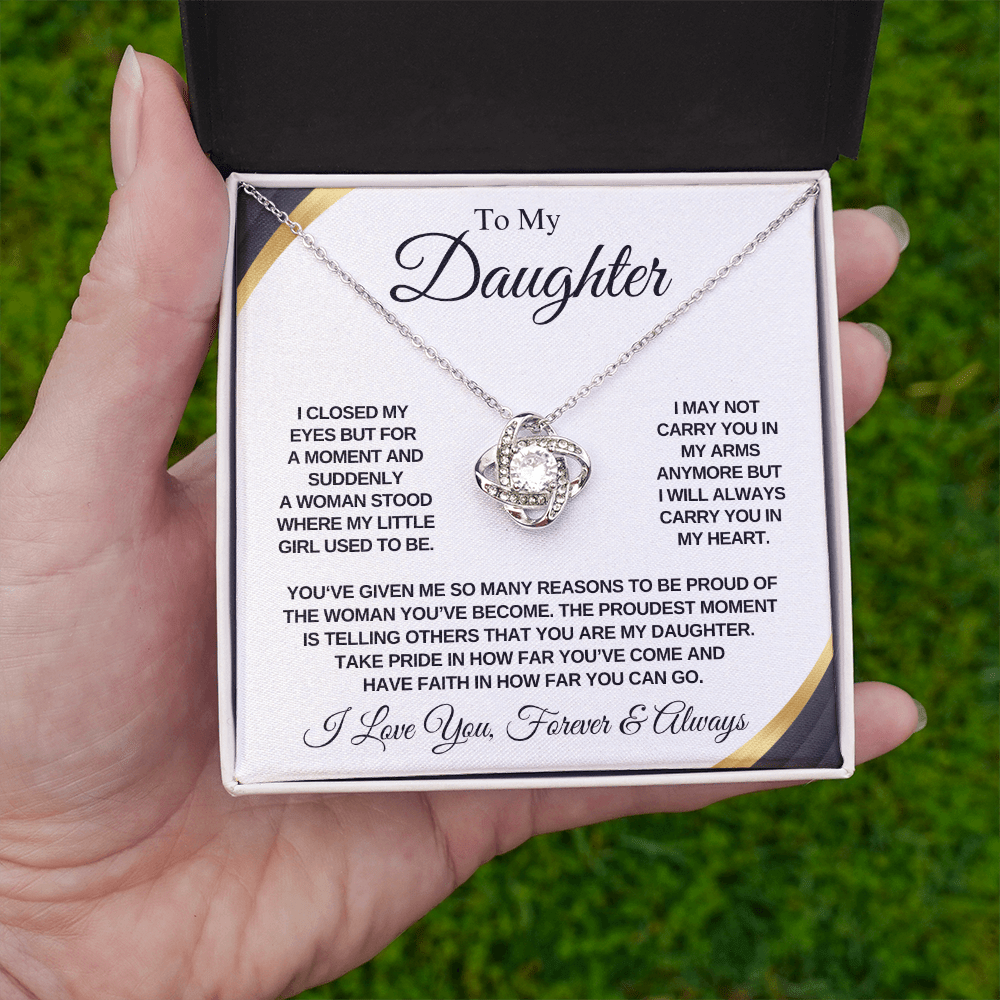 To My
Daughter
I CLOSED MY
EYES BUT FOR
A MOMENT AND
SUDDENLY
A WOMAN STOOD
WHERE MY LITTLE
GIRL USED TO BE.
I MAY NOT
CARRY YOU IN
MY ARMS
ANYMORE BUT
I WILL ALWAYS
CARRY YOU IN
MY HEART.
YOU‘VE GIVEN ME SO MANY REASONS TO BE PROUD OF
THE WOMAN YOU’VE BECOME. THE PROUDEST MOMENT
IS TELLING OTHERS THAT YOU ARE MY DAUGHTER.
TAKE PRIDE IN HOW FAR YOU’VE COME AND
HAVE FAITH IN HOW FAR YOU CAN GO.
I Love You, Forever & Always